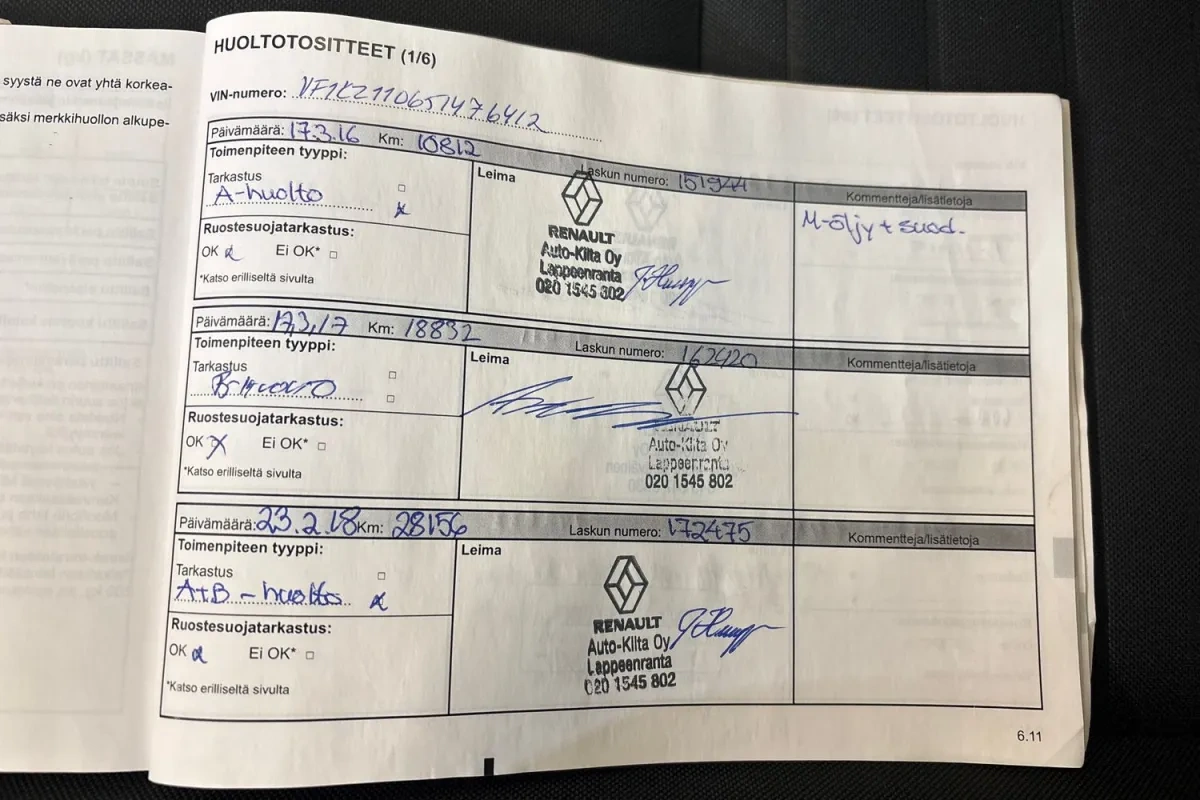 syystä ne ovat yhtä korkea-
säksi merkkihuollon alkupe-
HUOLTOTOSITTEET (1/6)
VIN-numero: VF1KZ110651476412
Päivämäärä: 17.3.16 Km: 10812 Laskun numero: 151944
Toimenpiteen tyyppi:
Leima
Kommentteja/lisätietoja
Tarkastus
A-huolto
M-öljy + suod.
Ruostesuojatarkastus:
OK x Ei OK*
*Katso erilliseltä sivulta
RENAULT
Auto-Kilta Oy
Lappeenranta
020 1545 802
Päivämäärä: 17.3.17 Km: 18832 Laskun numero: 162420
Toimenpiteen tyyppi:
Leima
Kommentteja/lisätietoja
Tarkastus
Ruostesuojatarkastus:
OK X Ei OK*
*Katso erilliseltä sivulta
RENAULT
Auto-Kilta Oy
Lappeenranta
020 1545 802
Päivämäärä: 23.2.18 Km: 28156 Laskun numero: 172475
Toimenpiteen tyyppi:
Leima
Kommentteja/lisätietoja
Tarkastus
A+B - huolto
Ruostesuojatarkastus:
OK x Ei OK*
*Katso erilliseltä sivulta
RENAULT
Auto-Kilta Oy
Lappeenranta
020 1545 802
6.11